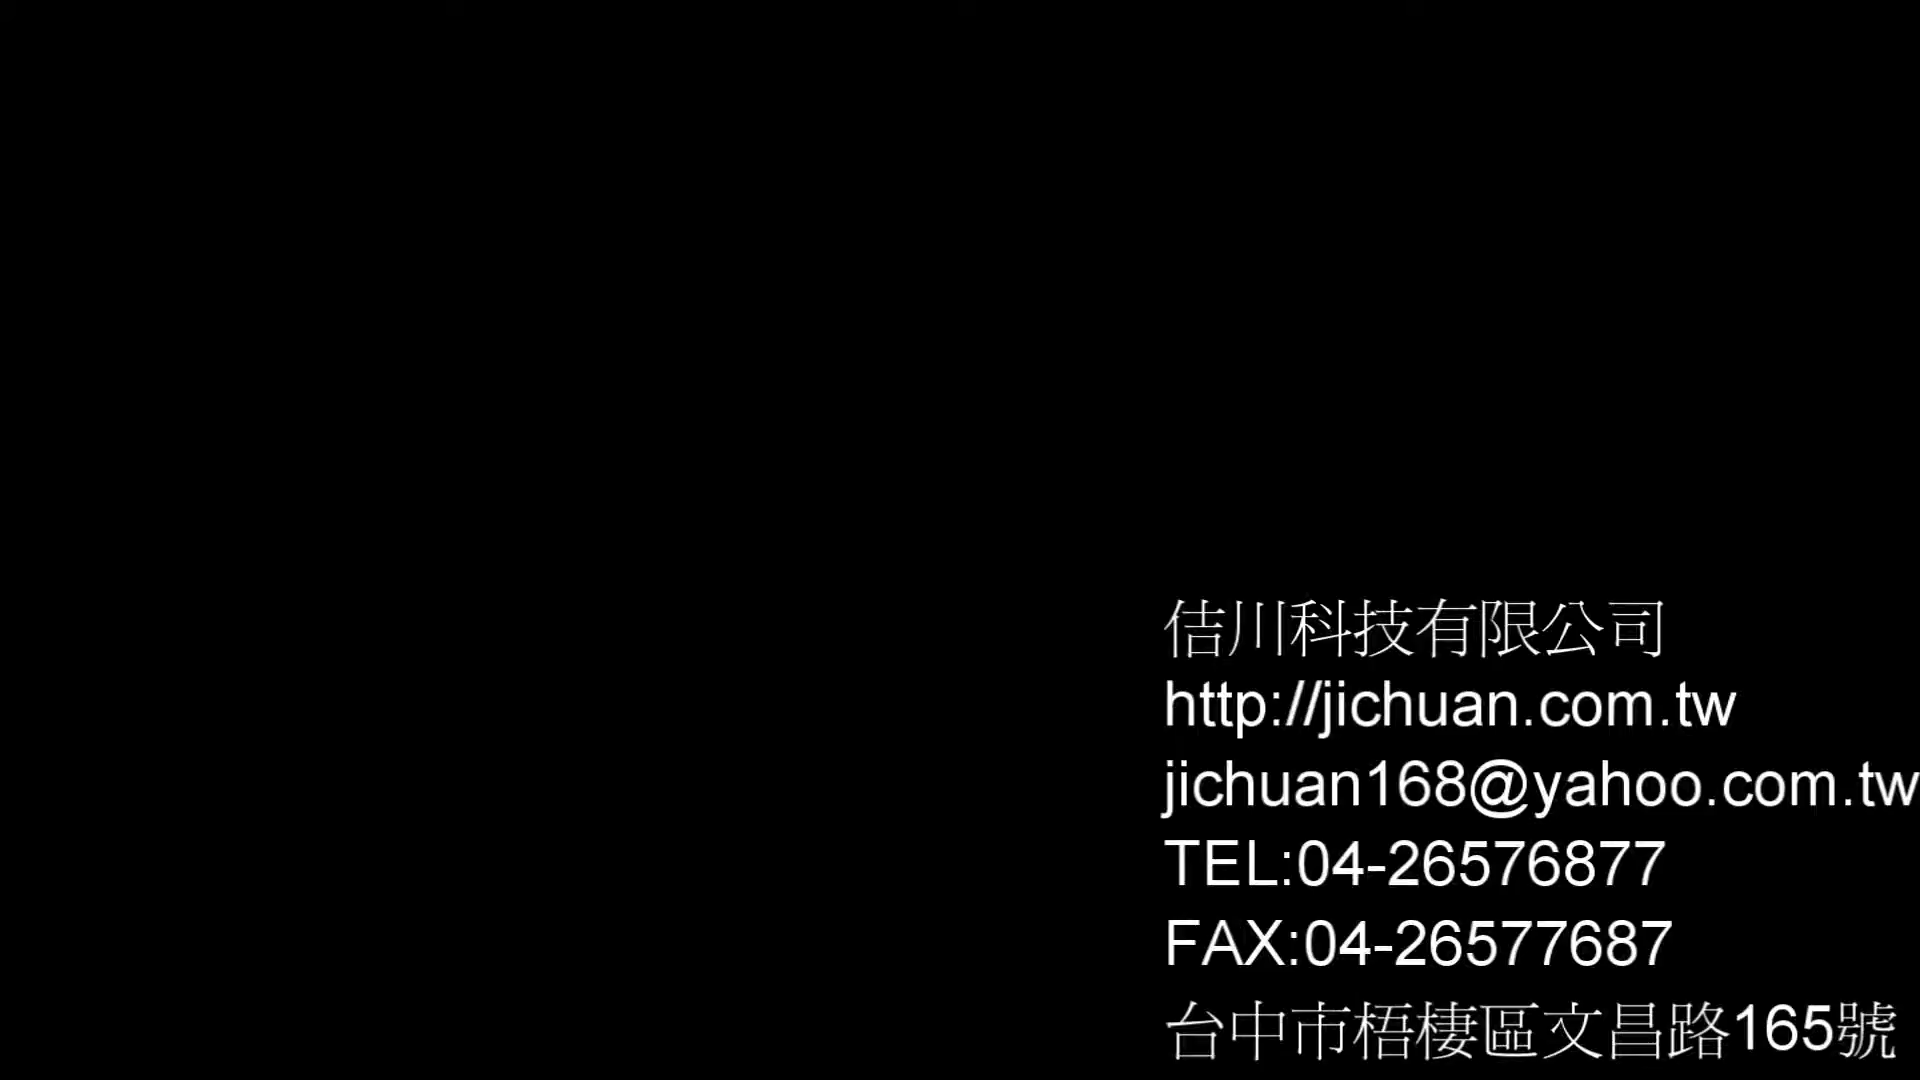 佶川科技有限公司
http://jichuan.com.tw
jichuan168@yahoo.com.tw
TEL:04-26576877
FAX:04-26577687
台中市梧棲區文昌路165號